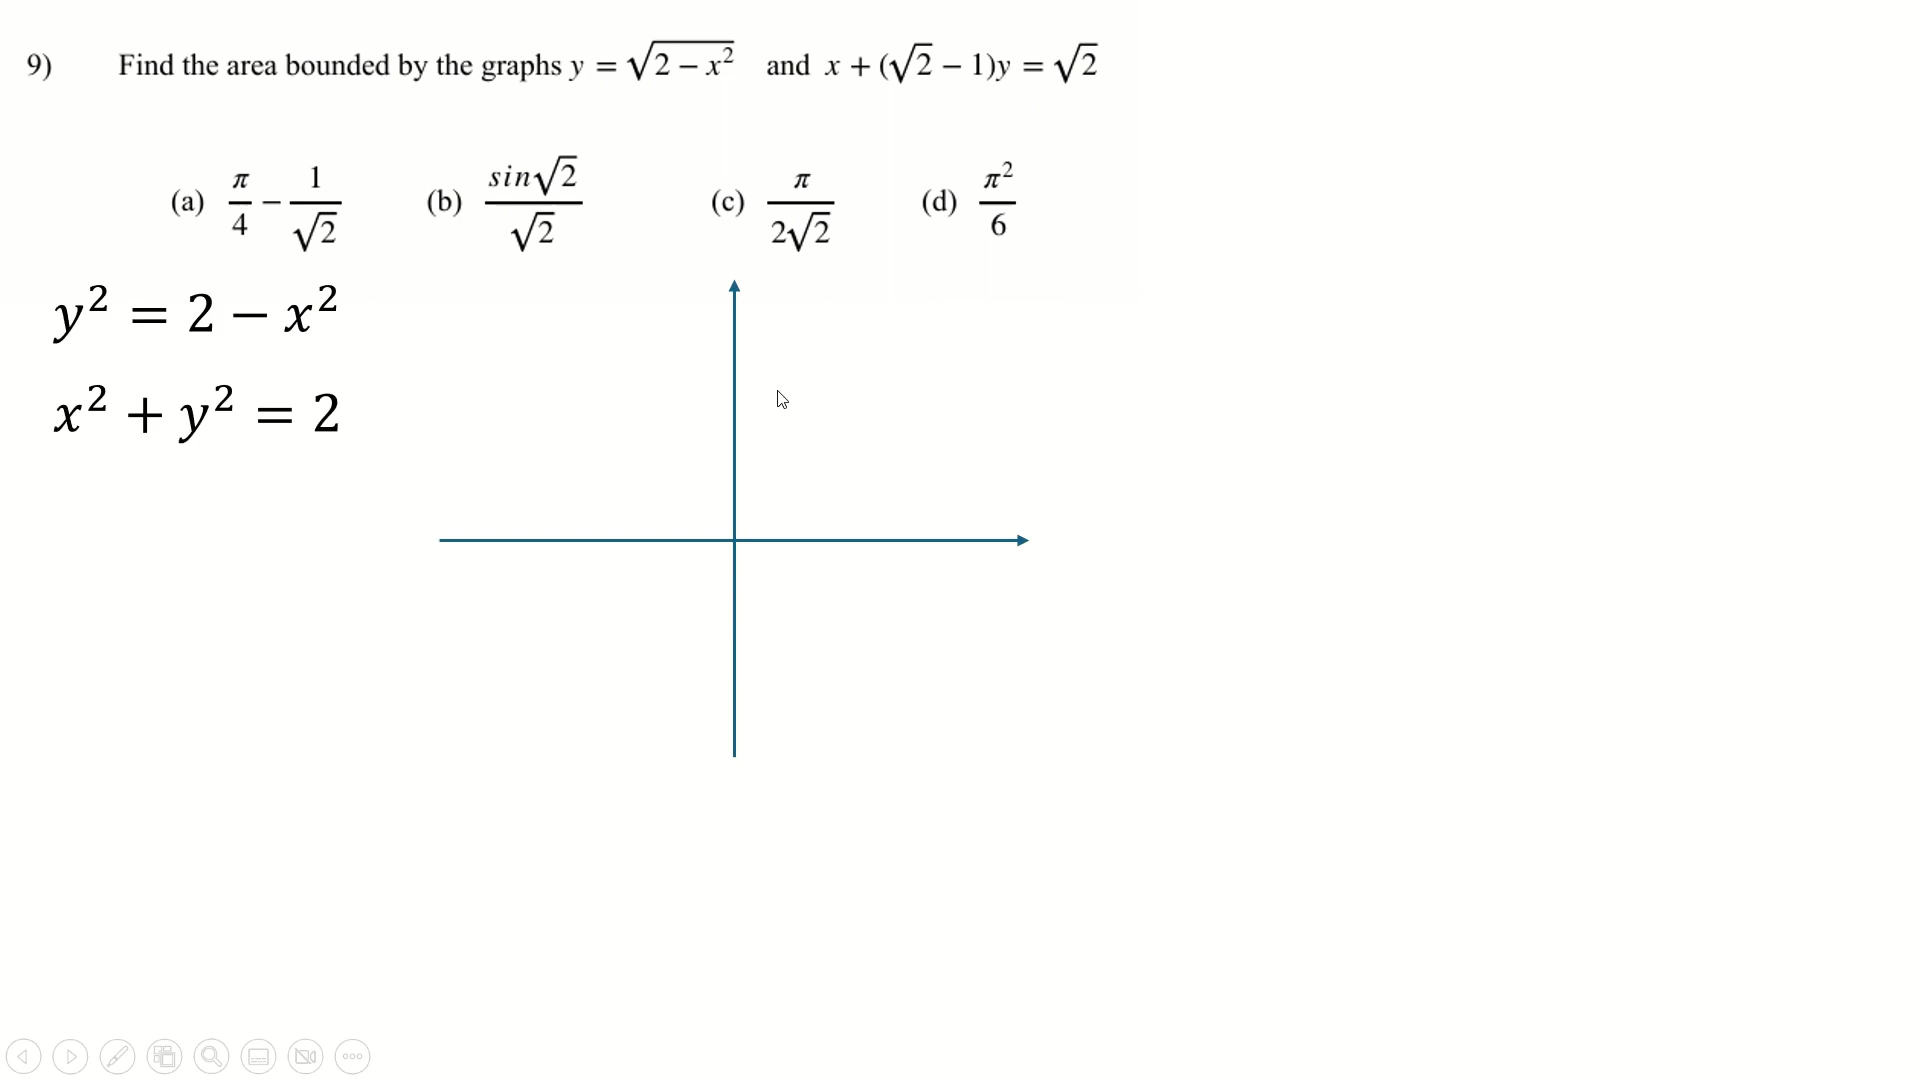 9) Find the area bounded by the graphs y = √(2 − x²) and x + (√2 − 1)y = √2
(a) π/4 − 1/√2 (b) sin√2/√2 (c) π/2√2 (d) π²/6
y² = 2 − x²
x² + y² = 2